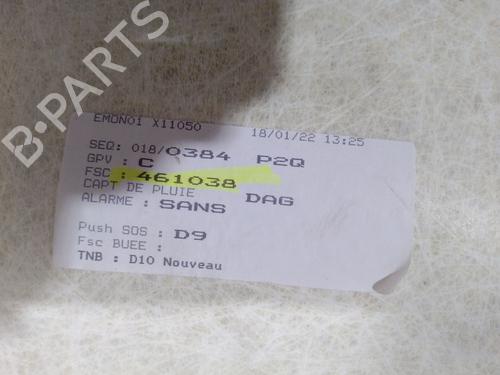 B-PARTS
EMON01 X11050 18/01/22 13:25
SEQ: 018/0384 P2Q
GPV : C
FSC : 461038
CAPT DE PLUIE DAG
ALARME : SANS
Push SOS : D9
Fsc BUEE :
TNB : D10 Nouveau